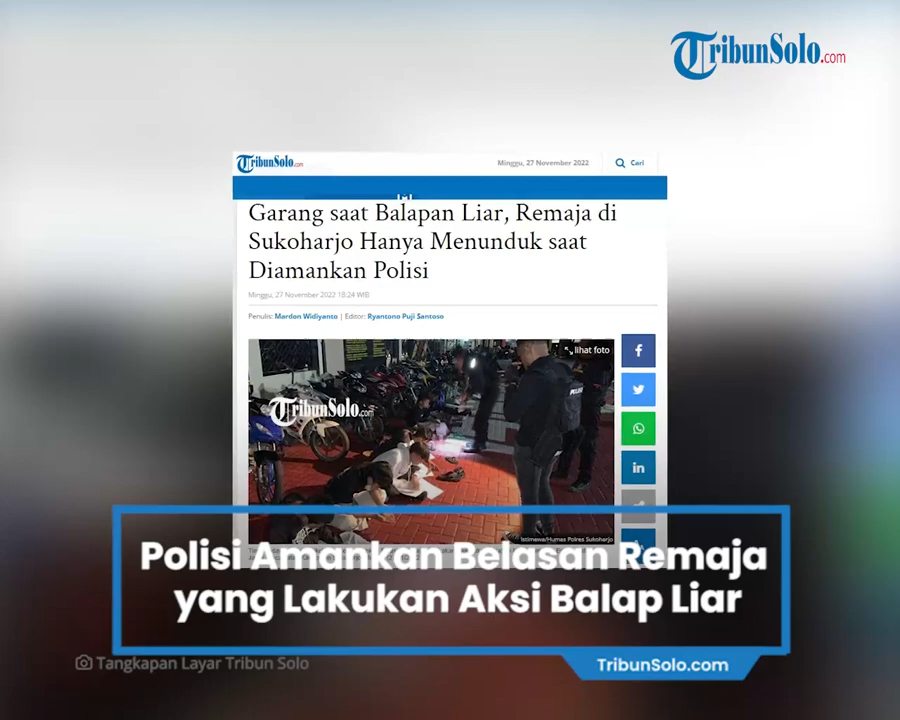 TribunSolo.com
TribunSolo.com
Minggu, 27 November 2022
Cari
Garang saat Balapan Liar, Remaja di
Sukoharjo Hanya Menunduk saat
Diamankan Polisi
Minggu, 27 November 2022 18:24 WIB
Penulis: Mardon Widiyanto | Editor: Ryantono Puji Santoso
lihat foto
TribunSolo.com
Istimewa/Humas Polres Sukoharjo
Polisi Amankan Belasan Remaja
yang Lakukan Aksi Balap Liar
Tangkapan Layar Tribun Solo
TribunSolo.com